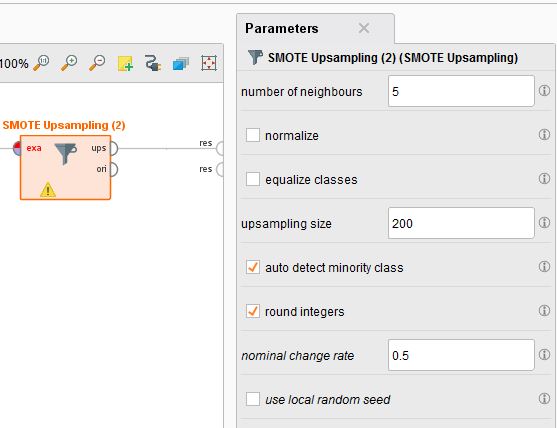 Parameters
100%
SMOTE Upsampling (2) (SMOTE Upsampling)
number of neighbours 5
SMOTE Upsampling (2)
normalize
exa ups res
ori res
equalize classes
upsampling size 200
auto detect minority class
round integers
nominal change rate 0.5
use local random seed